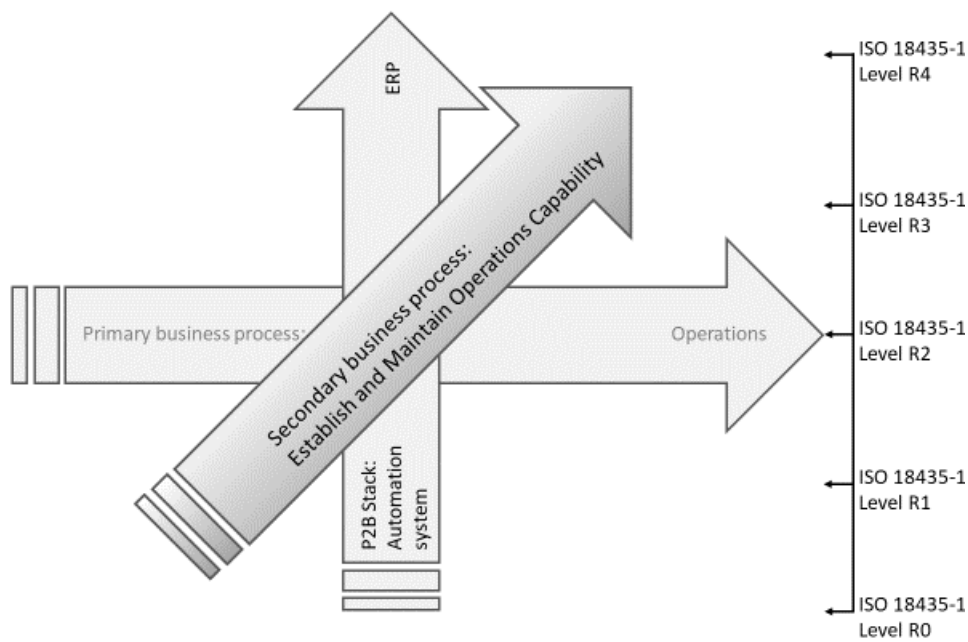 ERP
ISO 18435-1
Level R4
ISO 18435-1
Level R3
Secondary business process:
Establish and Maintain Operations Capability
Primary business process:
Operations
ISO 18435-1
Level R2
P2B Stack:
Automation
system
ISO 18435-1
Level R1
ISO 18435-1
Level R0